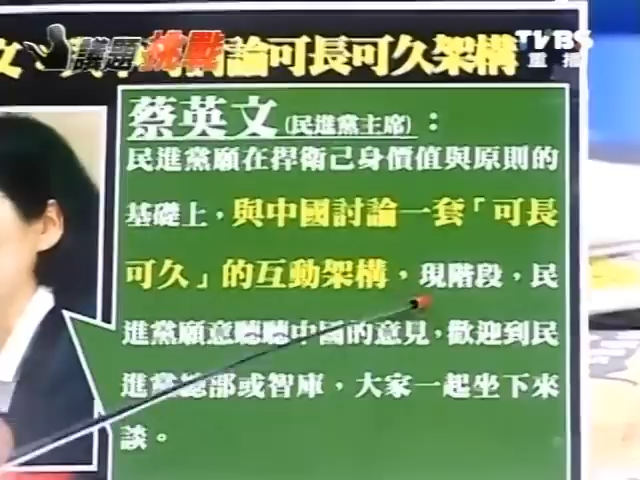 議題挑戰
TVBS
重播
文
討論可長可久架構
蔡英文(民進黨主席)：
民進黨願在捍衛己身價值與原則的
基礎上，與中國討論一套「可長
可久」的互動架構，現階段，民
進黨願意聽聽中國的意見，歡迎到民
進黨總部或智庫，大家一起坐下來
談。